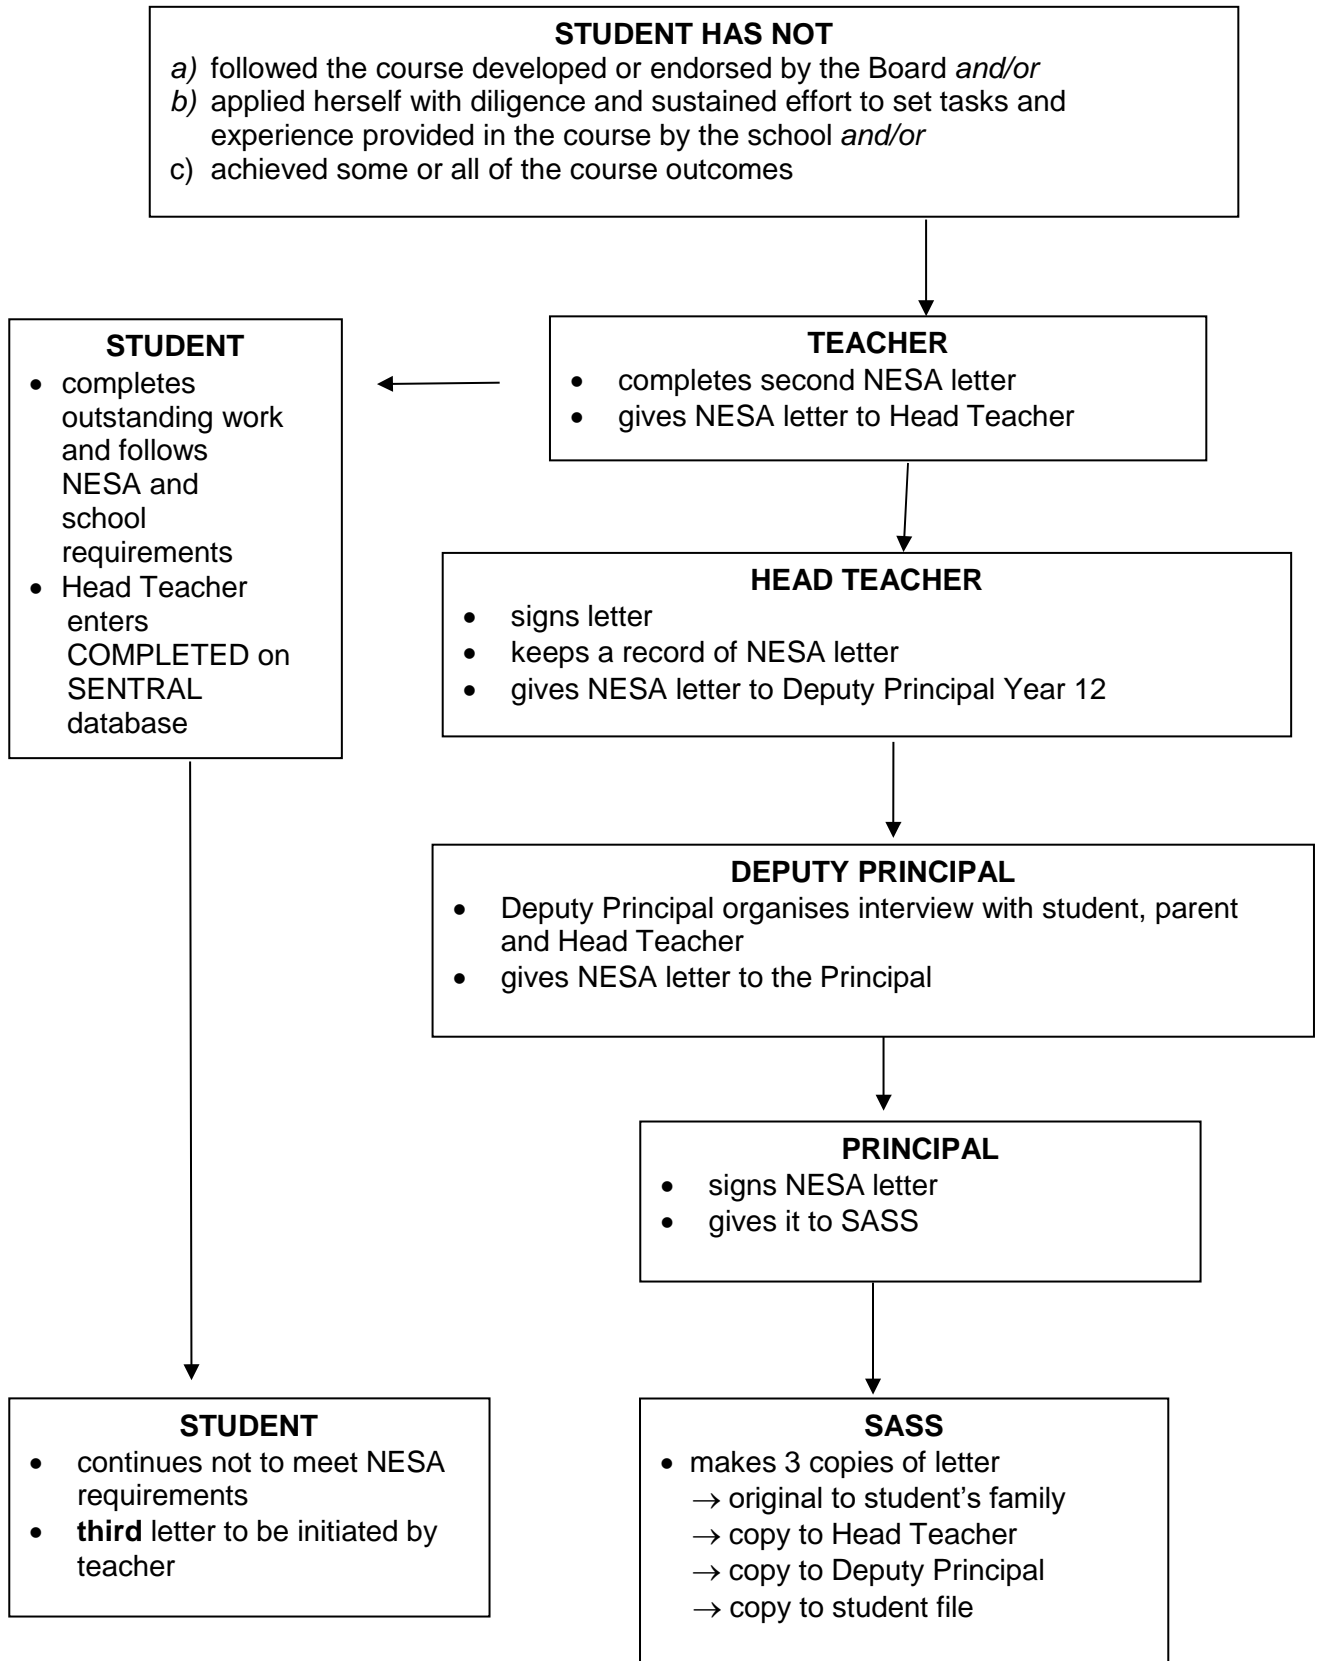 STUDENT HAS NOT
a) followed the course developed or endorsed by the Board and/or
b) applied herself with diligence and sustained effort to set tasks and
experience provided in the course by the school and/or
c) achieved some or all of the course outcomes
TEACHER
• completes second NESA letter
• gives NESA letter to Head Teacher
STUDENT
• completes
outstanding work
and follows
NESA and
school
requirements
• Head Teacher
enters
COMPLETED on
SENTRAL
database
HEAD TEACHER
• signs letter
• keeps a record of NESA letter
• gives NESA letter to Deputy Principal Year 12
DEPUTY PRINCIPAL
• Deputy Principal organises interview with student, parent
and Head Teacher
• gives NESA letter to the Principal
PRINCIPAL
• signs NESA letter
• gives it to SASS
STUDENT
• continues not to meet NESA
requirements
• third letter to be initiated by
teacher
SASS
• makes 3 copies of letter
→ original to student’s family
→ copy to Head Teacher
→ copy to Deputy Principal
→ copy to student file